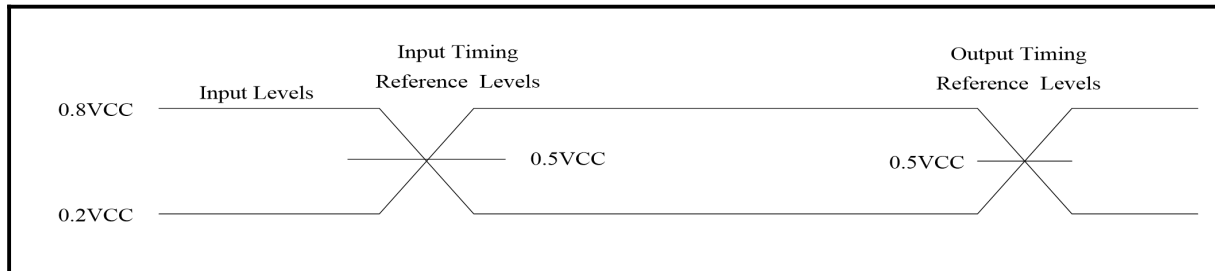 Input Timing
Reference Levels
Output Timing
Reference Levels
Input Levels
0.8VCC
0.5VCC
0.5VCC
0.2VCC